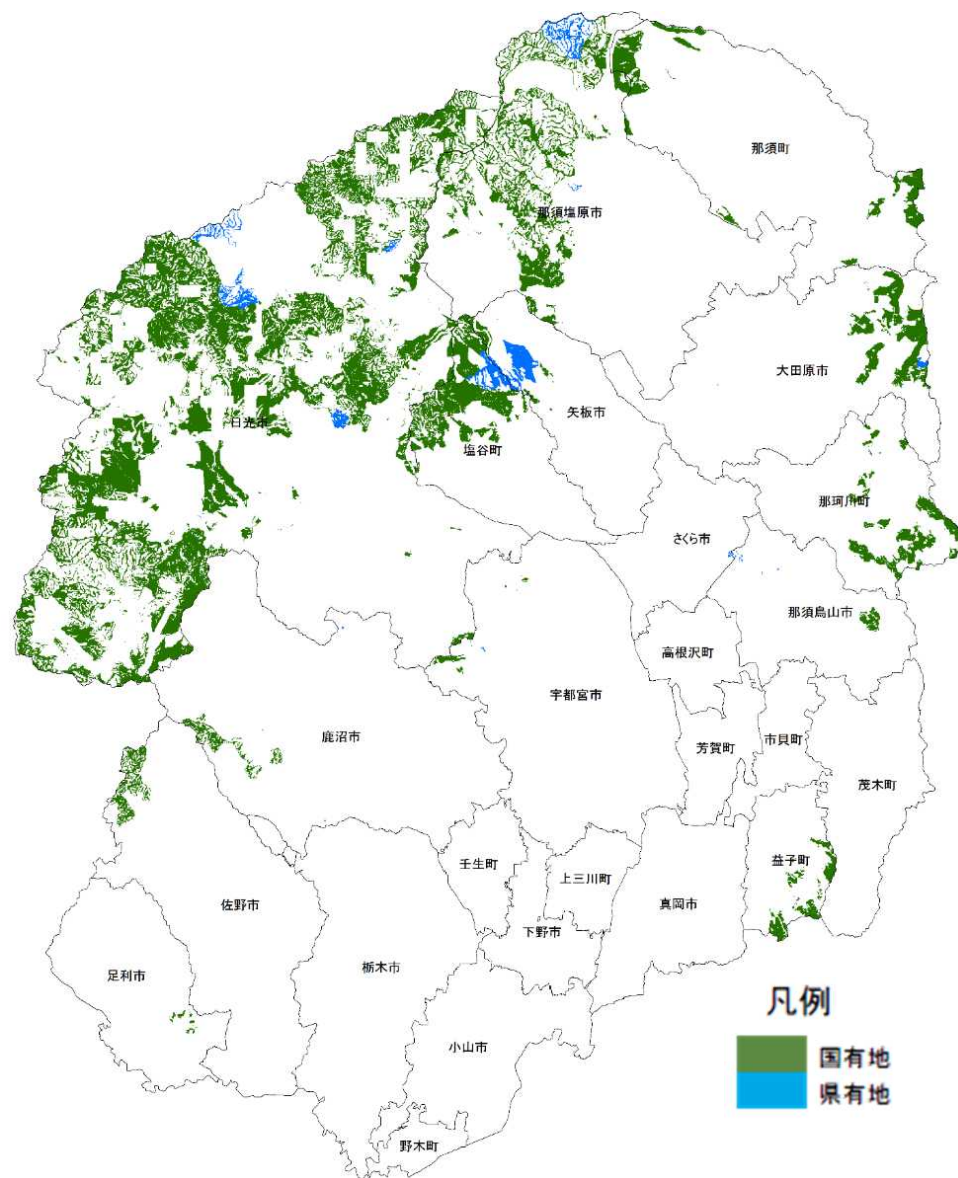 那須町
那須塩原市
大田原市
矢板市
日光市
塩谷町
那珂川町
さくら市
那須烏山市
高根沢町
宇都宮市
鹿沼市
芳賀町
市貝町
茂木町
壬生町
上三川町
益子町
佐野市
真岡市
下野市
栃木市
足利市
小山市
野木町
凡例
国有地
県有地